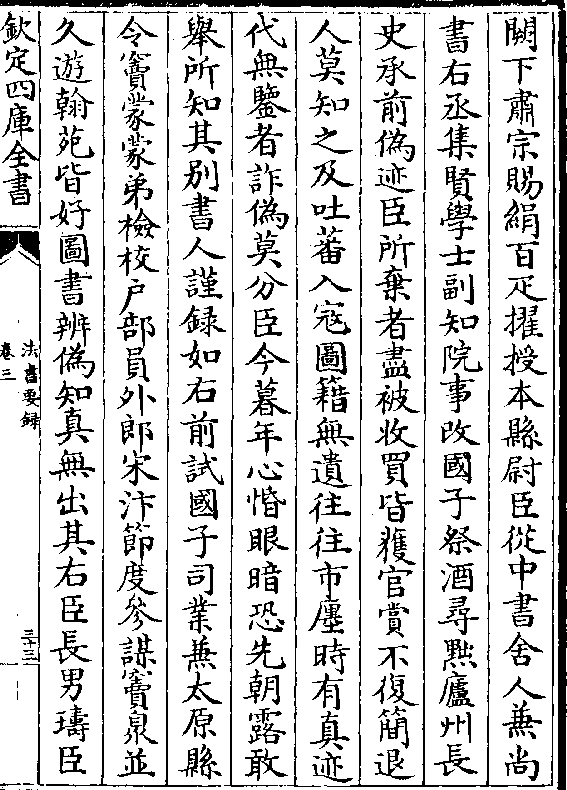 闕下肅宗賜絹百疋擢授本縣尉臣從中書舍人兼尚
書右丞集賢學士副知院事改國子祭酒尋黜廬州長
史承前偽迹臣所棄者盡被收買皆獲官賞不復簡退
人莫知之及吐蕃入寇圖籍無遺往往市廛時有真迹
代無鑒者詐偽莫分臣今暮年心惛眼暗恐先朝露敢
舉所知其別書人謹録如右前試國子司業兼太原縣
令竇蒙蒙弟檢校戶部員外郎宋汴節度參謀竇臮並
久遊翰苑皆好圖書辨偽知真無出其右臣長男璹臣
欽定四庫全書
法書要録
卷三
三十三